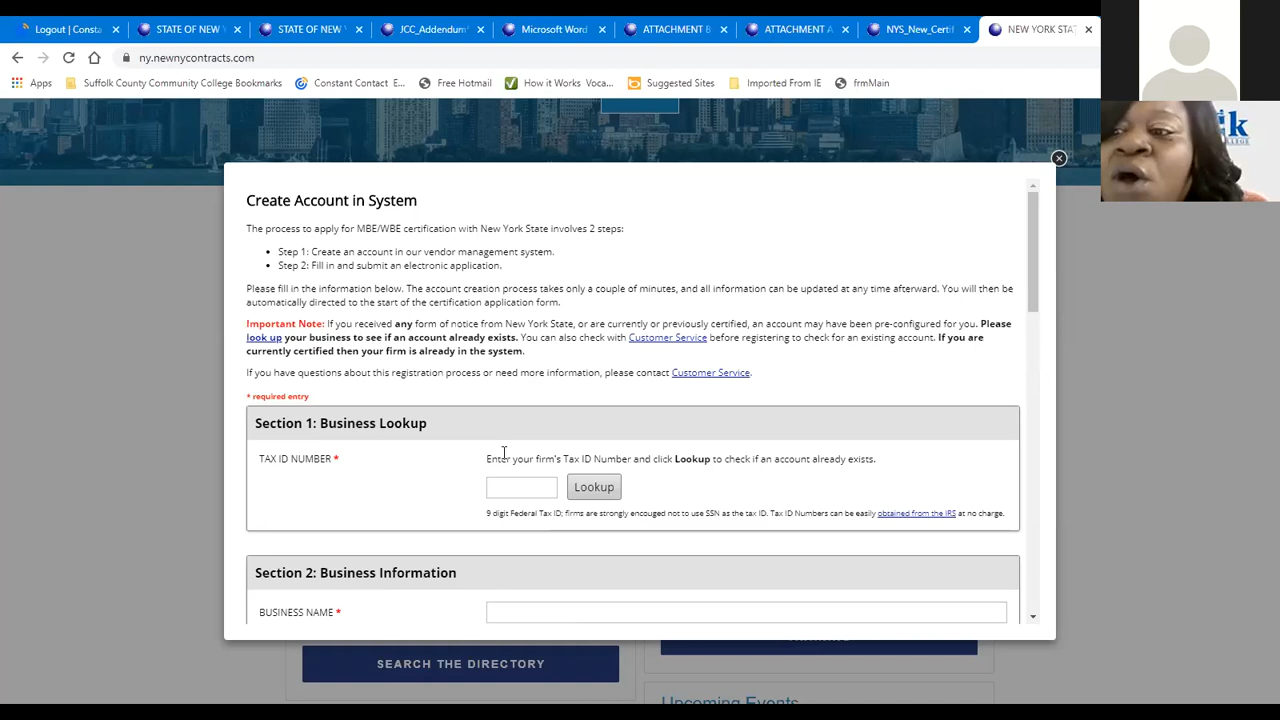 Logout | Consta
STATE OF NEW
STATE OF NEW
JCC_Addendum
Microsoft Word
ATTACHMENT B
ATTACHMENT A
NYS_New_Certif
NEW YORK STAT
ny.newnycontracts.com
Apps
Suffolk County Community College Bookmarks
Constant Contact E...
Free Hotmail
How it Works Voca...
Suggested Sites
Imported From IE
frmMain
ik
Create Account in System
The process to apply for MBE/WBE certification with New York State involves 2 steps:
• Step 1: Create an account in our vendor management system.
• Step 2: Fill in and submit an electronic application.
Please fill in the information below. The account creation process takes only a couple of minutes, and all information can be updated at any time afterward. You will then be
automatically directed to the start of the certification application form.
Important Note: If you received any form of notice from New York State, or are currently or previously certified, an account may have been pre-configured for you. Please
look up your business to see if an account already exists. You can also check with Customer Service before registering to check for an existing account. If you are
currently certified then your firm is already in the system.
If you have questions about this registration process or need more information, please contact Customer Service.
* required entry
Section 1: Business Lookup
TAX ID NUMBER *
Enter your firm's Tax ID Number and click Lookup to check if an account already exists.
Lookup
9 digit Federal Tax ID; firms are strongly encouged not to use SSN as the tax ID. Tax ID Numbers can be easily obtained from the IRS at no charge.
Section 2: Business Information
BUSINESS NAME *
SEARCH THE DIRECTORY
Upcoming Events